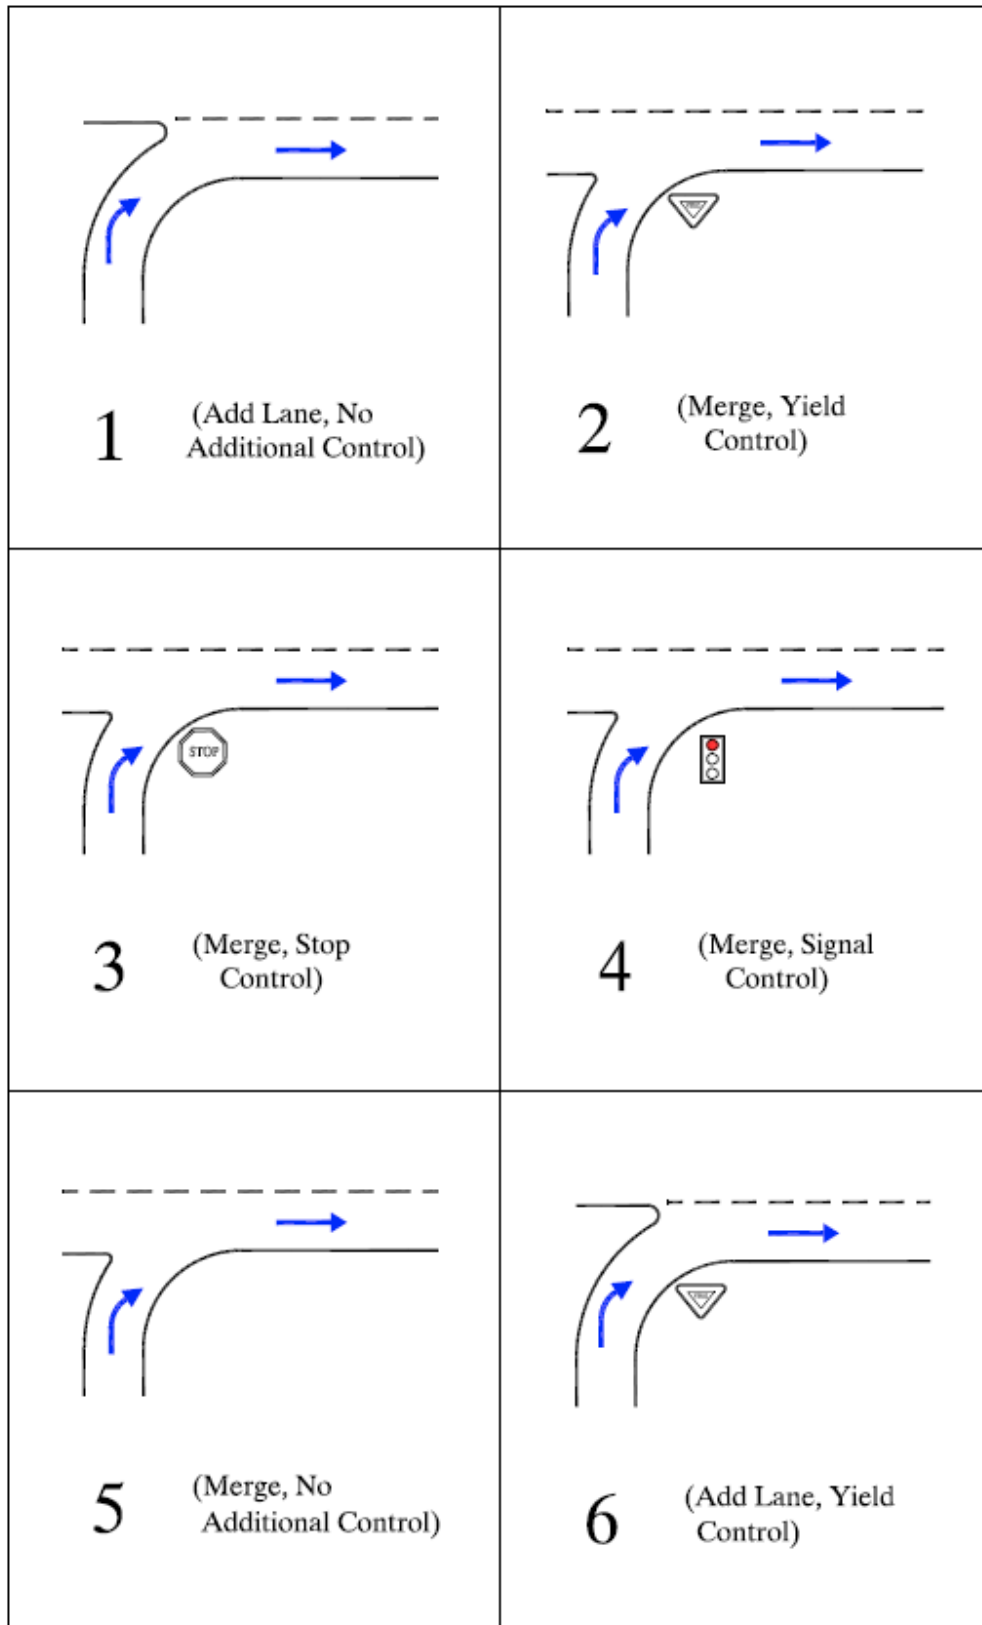 1
(Add Lane, No
Additional Control)
2
(Merge, Yield
Control)
3
STOP
(Merge, Stop
Control)
4
(Merge, Signal
Control)
5
(Merge, No
Additional Control)
6
(Add Lane, Yield
Control)